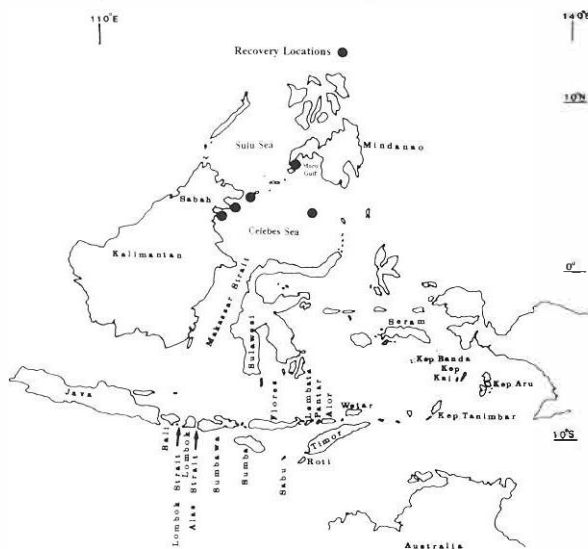 110°E
140°E
Recovery Locations
10°N
Sulu Sea
Mindanao
Moro
Gulf
Sabah
Celebes Sea
Kalimantan
0°
Makassar Strait
Sulawesi
Seram
Kep Banda
Kep
Kai
Kep Aru
Java
Flores
Lembata
Pantar
Alor
Wetar
Kep Tanimbar
10°S
Bali
Lombok Strait
Lombok
Alas Strait
Sumbawa
Sumba
Sabu
Timor
Roti
Australia